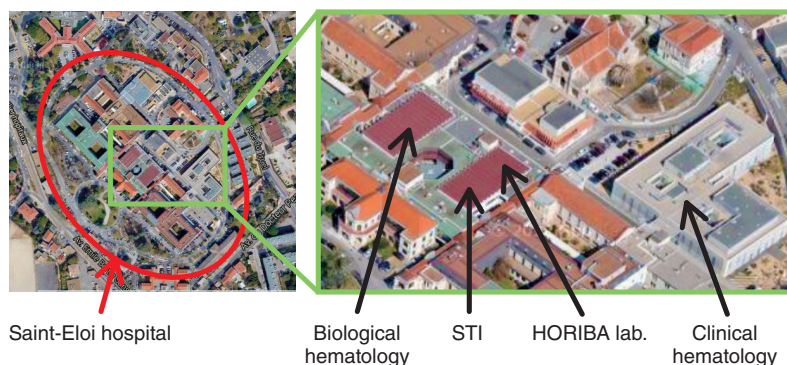 Saint-Eloi hospital
Biological
hematology
STI
HORIBA lab.
Clinical
hematology